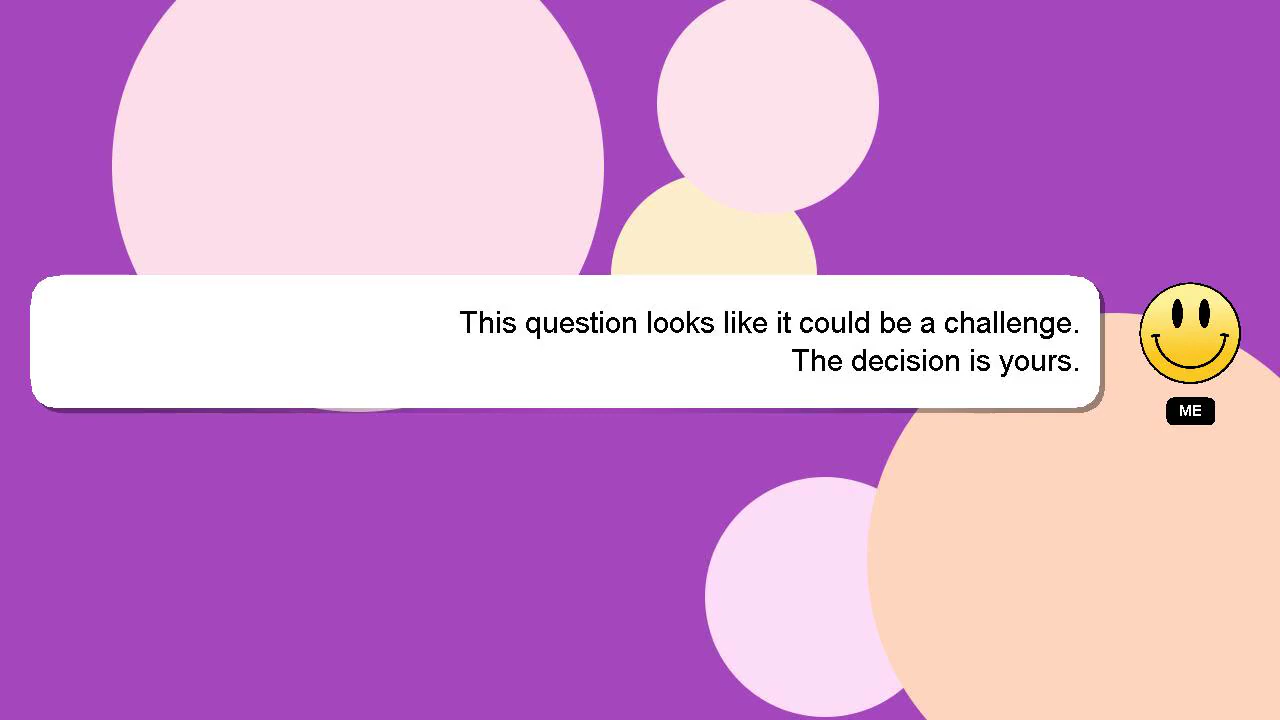 This question looks like it could be a challenge.
The decision is yours.
ME